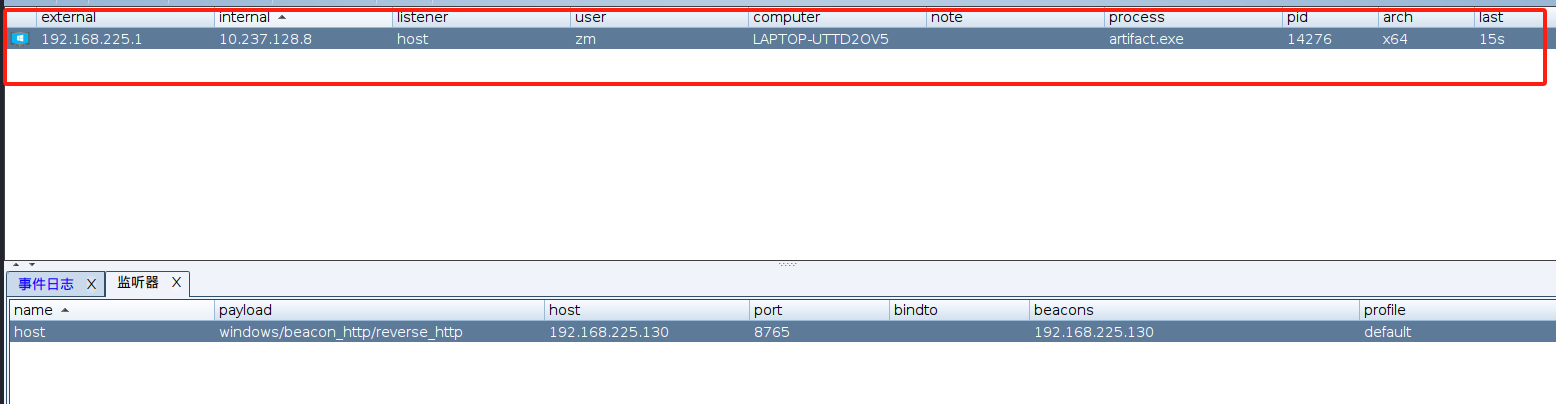 external internal listener user computer note process pid arch last
192.168.225.1 10.237.128.8 host zm LAPTOP-UTTD2OV5 artifact.exe 14276 x64 15s
事件日志 X 监听器 X
name payload host port bindto beacons profile
host windows/beacon_http/reverse_http 192.168.225.130 8765 192.168.225.130 default